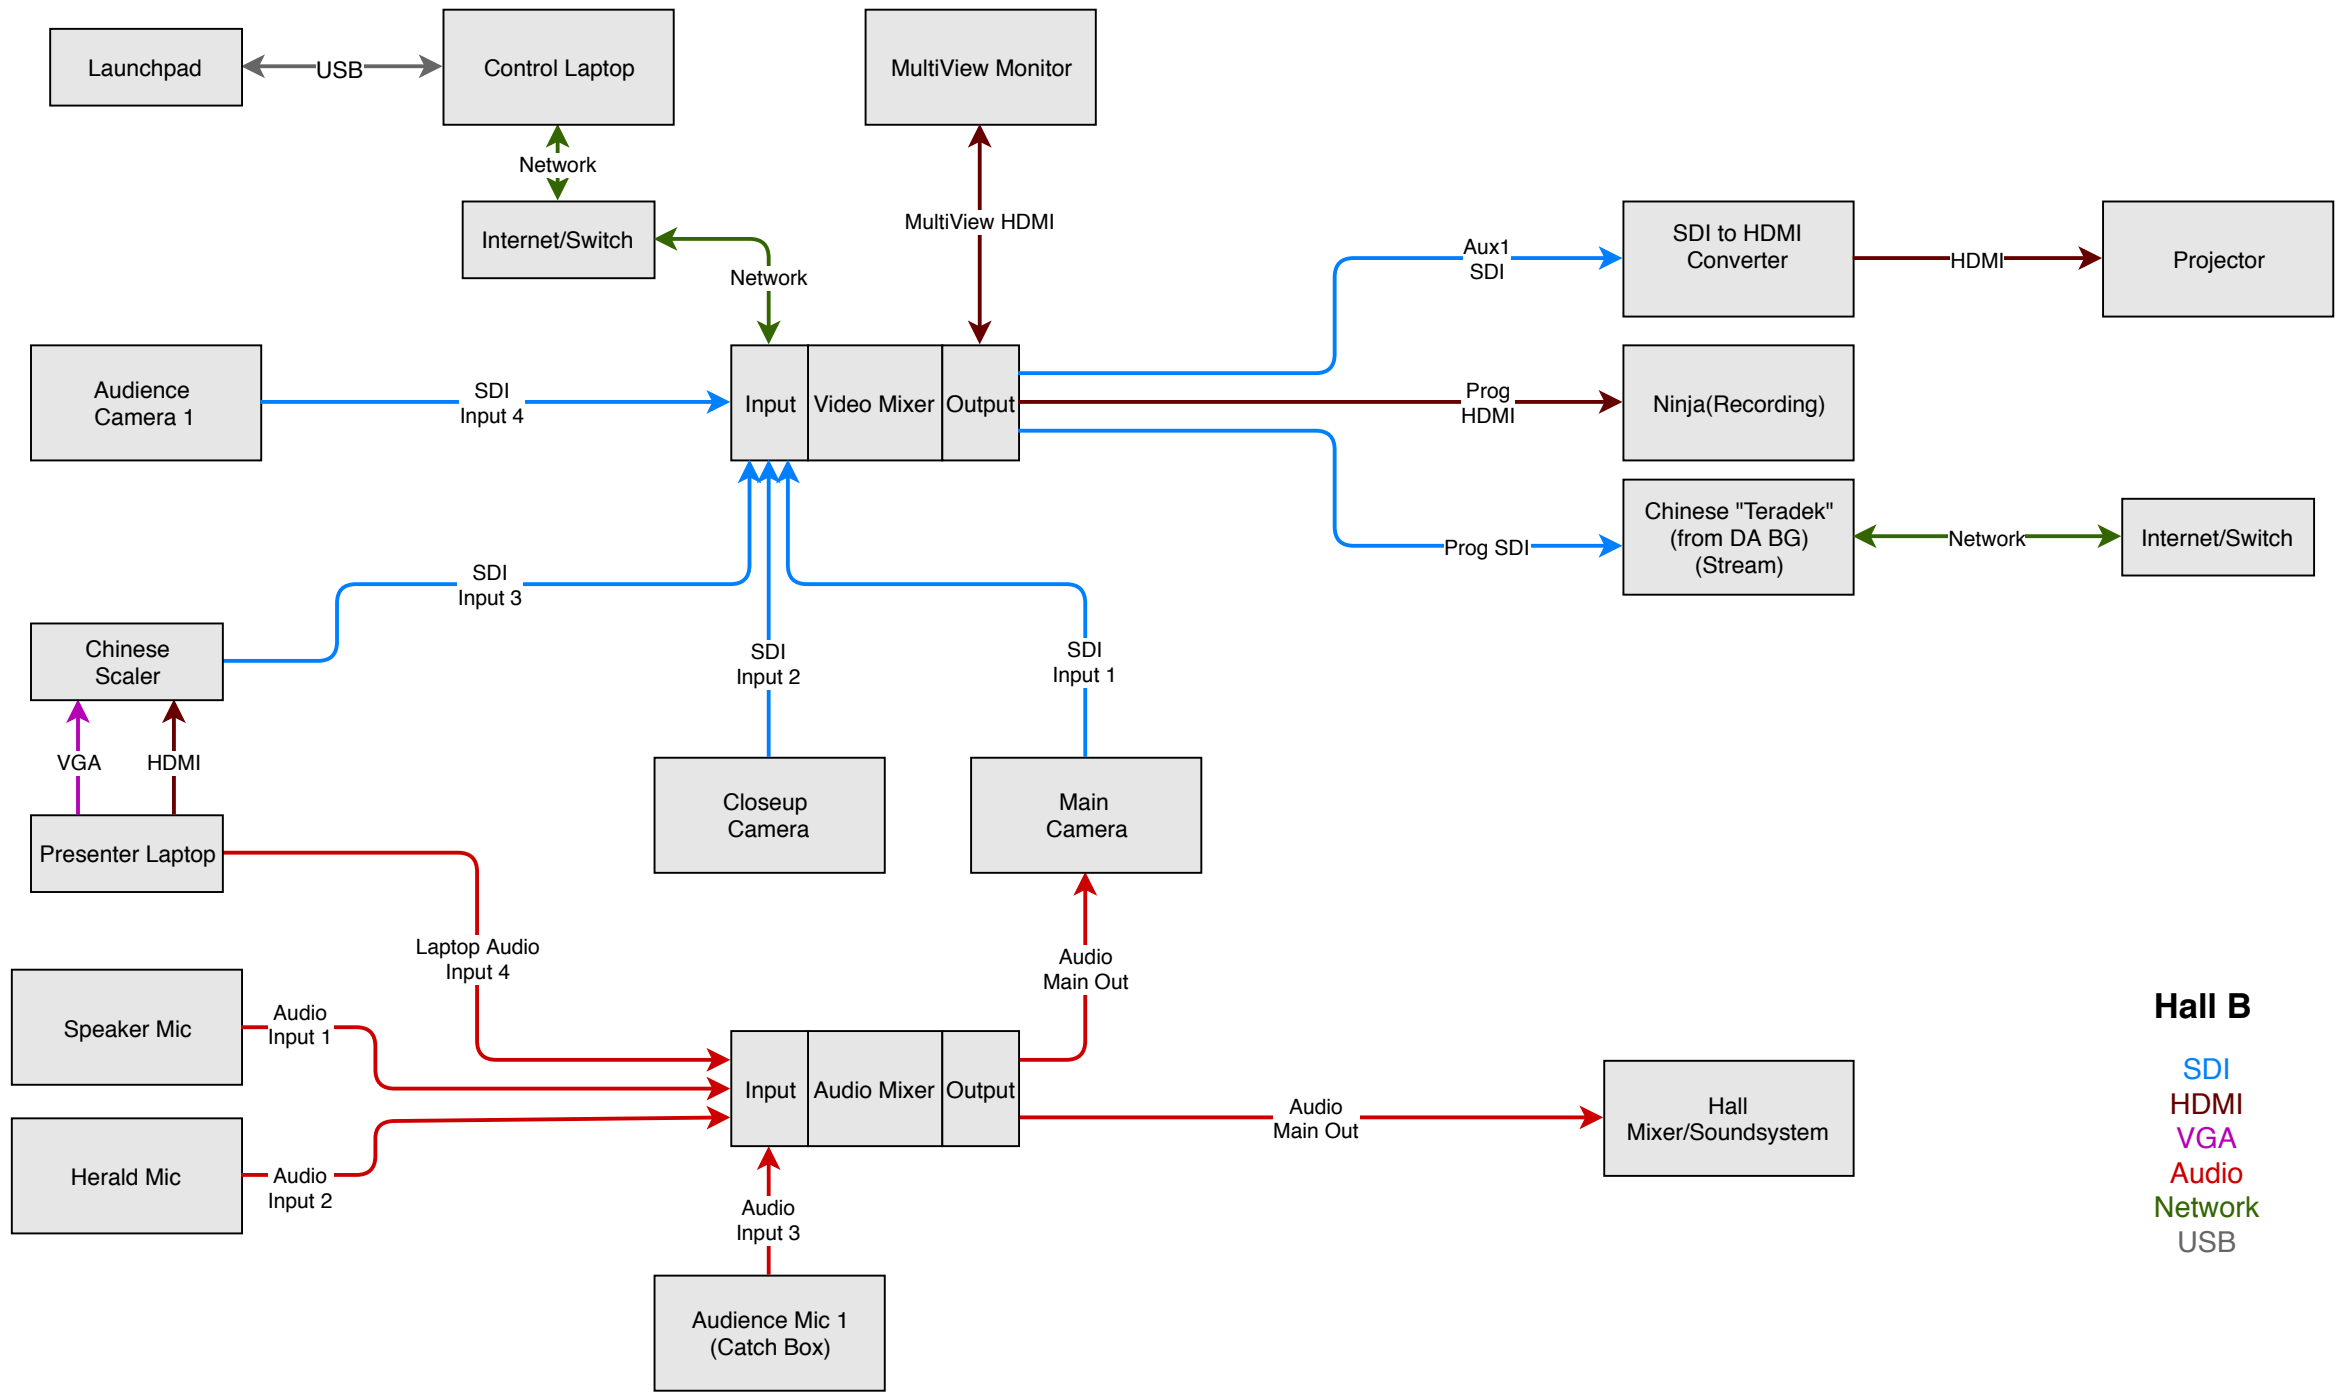 Launchpad
USB
Control Laptop
MultiView Monitor
Network
Internet/Switch
Network
MultiView HDMI
Aux1
SDI
SDI to HDMI
Converter
HDMI
Projector
Audience
Camera 1
SDI
Input 4
Input
Video Mixer
Output
Prog
HDMI
Ninja(Recording)
Prog SDI
Chinese "Teradek"
(from DA BG)
(Stream)
Network
Internet/Switch
SDI
Input 3
Chinese
Scaler
SDI
Input 2
SDI
Input 1
VGA
HDMI
Presenter Laptop
Closeup
Camera
Main
Camera
Laptop Audio
Input 4
Audio
Main Out
Speaker Mic
Audio
Input 1
Herald Mic
Audio
Input 2
Input
Audio Mixer
Output
Audio
Main Out
Hall
Mixer/Soundsystem
Audio
Input 3
Audience Mic 1
(Catch Box)
Hall B
SDI
HDMI
VGA
Audio
Network
USB